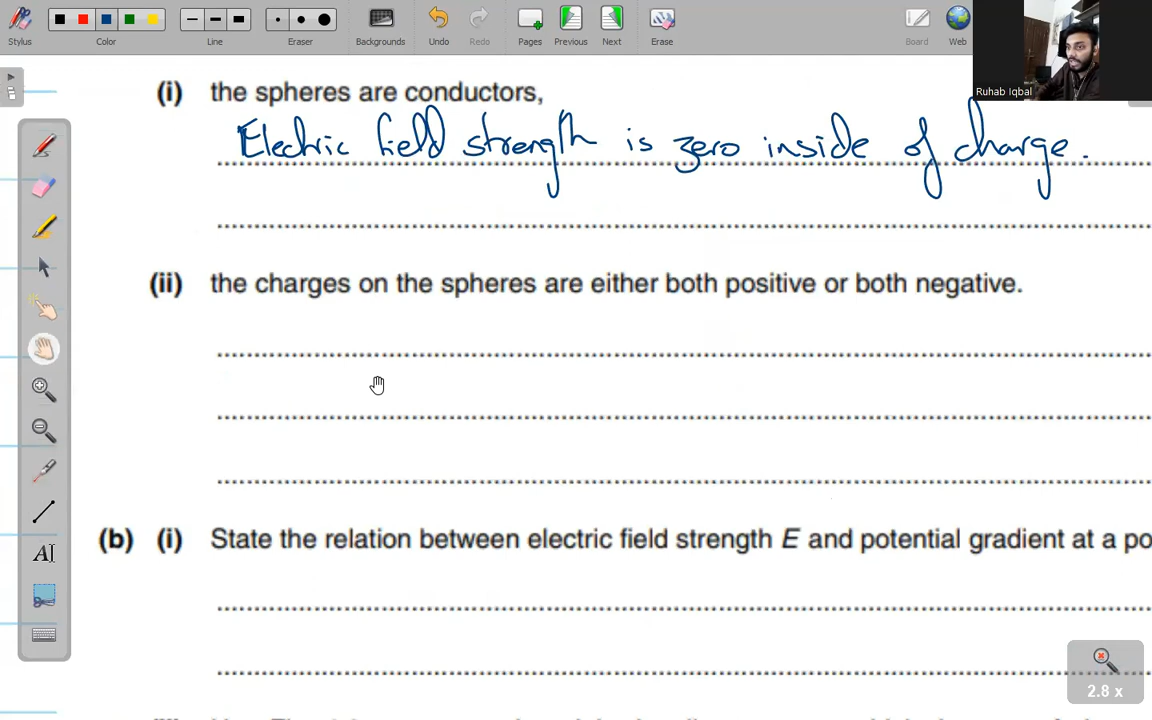 Stylus Color Line Eraser Backgrounds Undo Redo Pages Previous Next Erase Board Web
Ruhab Iqbal
(i) the spheres are conductors,
Electric field strength is zero inside of charge.
(ii) the charges on the spheres are either both positive or both negative.
(b) (i) State the relation between electric field strength E and potential gradient at a po
A
2.8 x